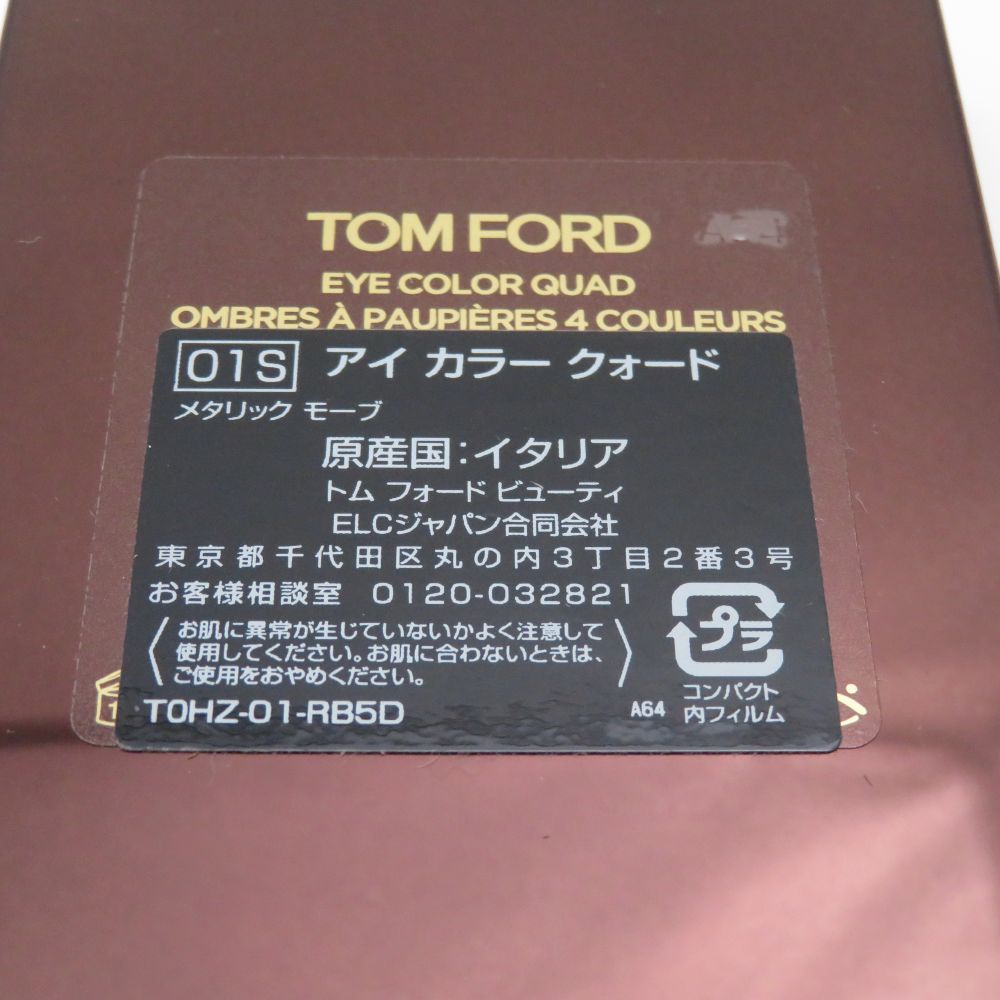 TOM FORD
EYE COLOR QUAD
OMBRES À PAUPIÈRES 4 COULEURS
01S アイ カラー クォード
メタリック モーブ
原産国:イタリア
トム フォード ビューティ
ELCジャパン合同会社
東京都千代田区丸の内3丁目2番3号
お客様相談室 0120-032821
お肌に異常が生じていないかよく注意して
使用してください。お肌に合わないときは、
ご使用をおやめください。
プラ
コンパクト
内フィルム
T0HZ-01-RB5D
A64